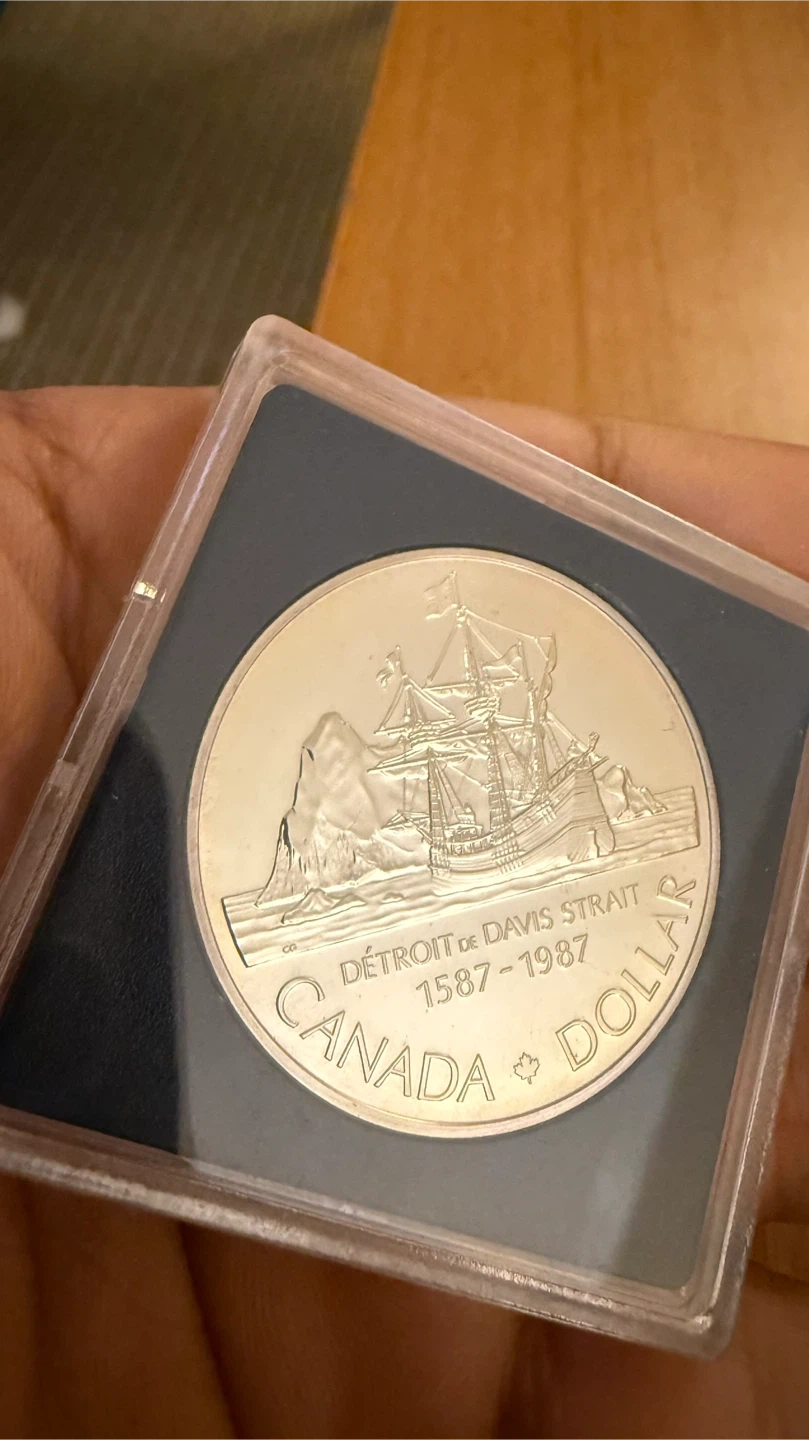 DÉTROIT DE DAVIS STRAIT
1587-1987
CANADA DOLLAR